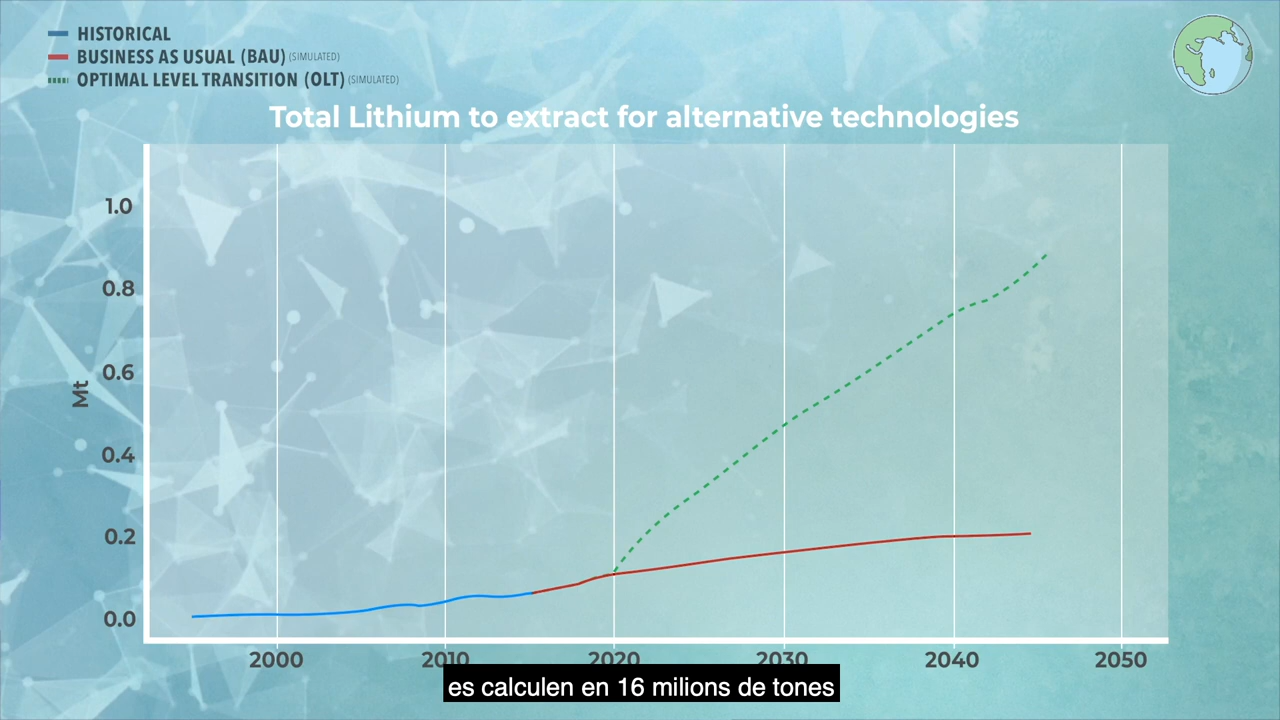 HISTORICAL
BUSINESS AS USUAL (BAU) (SIMULATED)
OPTIMAL LEVEL TRANSITION (OLT) (SIMULATED)
Total Lithium to extract for alternative technologies
1.0
0.8
0.6
Mt
0.4
0.2
0.0
2000 2010 2020 2030 2040 2050
es calculen en 16 milions de tones